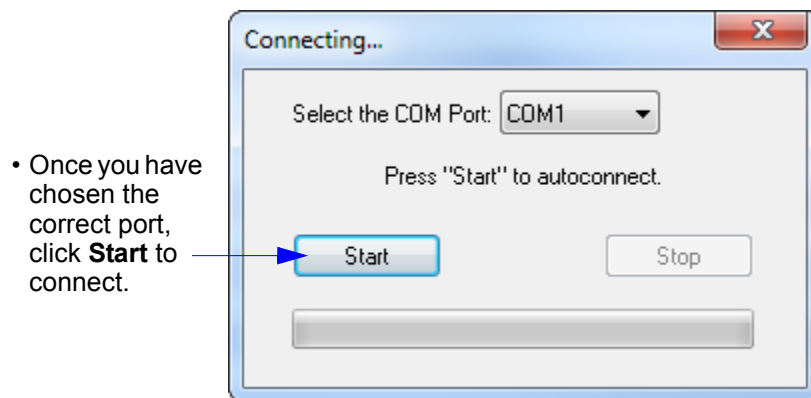 Connecting...
Select the COM Port: COM1
Press "Start" to autoconnect.
• Once you have
chosen the
correct port,
click Start to
connect.
Start
Stop